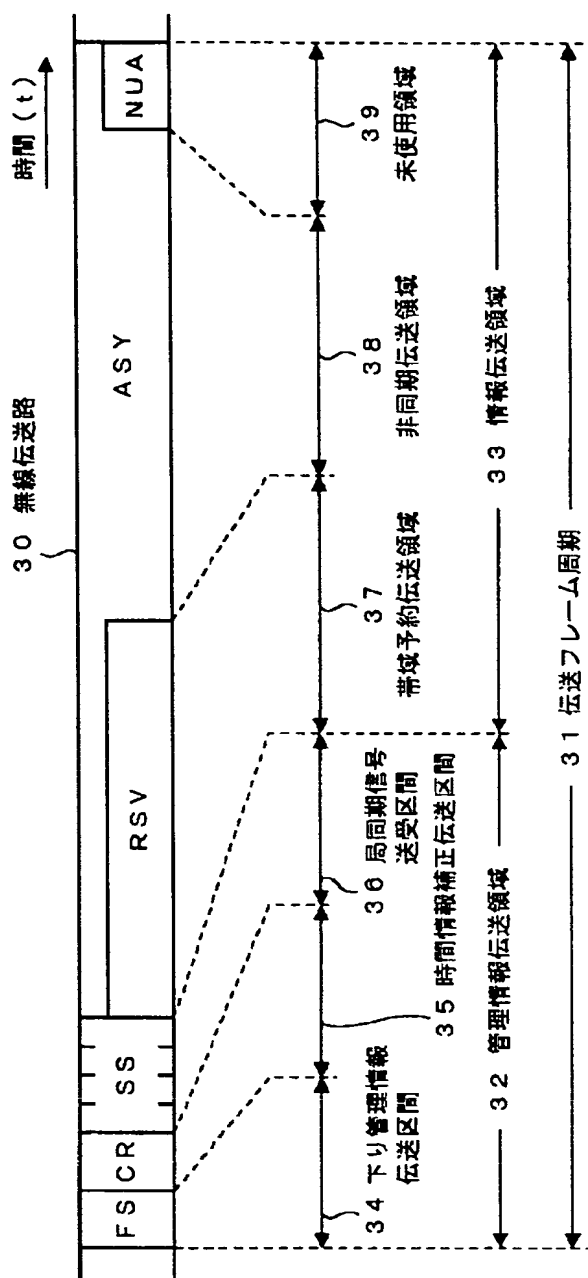 時間(t)
30 無線伝送路
FS
CR
SS
RSV
ASY
NUA
34 下り管理情報
伝送区間
35 時間情報補正伝送区間
36 局同期信号
送受区間
37
帯域予約伝送領域
38
非同期伝送領域
39
未使用領域
32 管理情報伝送領域
33 情報伝送領域
31 伝送フレーム周期